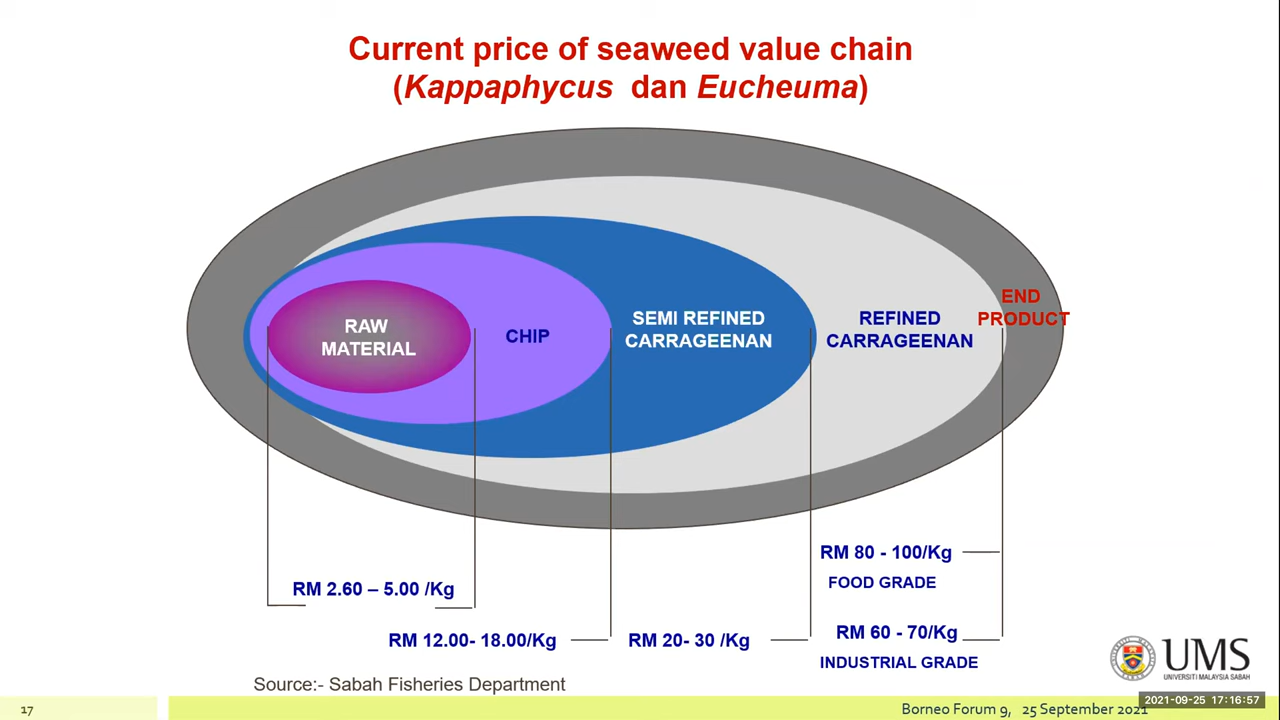 Current price of seaweed value chain
(Kappaphycus dan Eucheuma)
RAW
MATERIAL
CHIP
SEMI REFINED
CARRAGEENAN
REFINED
CARRAGEENAN
END
PRODUCT
RM 2.60 – 5.00 /Kg
RM 12.00- 18.00/Kg
RM 20- 30 /Kg
RM 80 - 100/Kg
FOOD GRADE
RM 60 - 70/Kg
INDUSTRIAL GRADE
Source:- Sabah Fisheries Department
UMS
UNIVERSITI MALAYSIA SABAH
17
Borneo Forum 9, 25 September 2021
2021-09-25 17:16:57